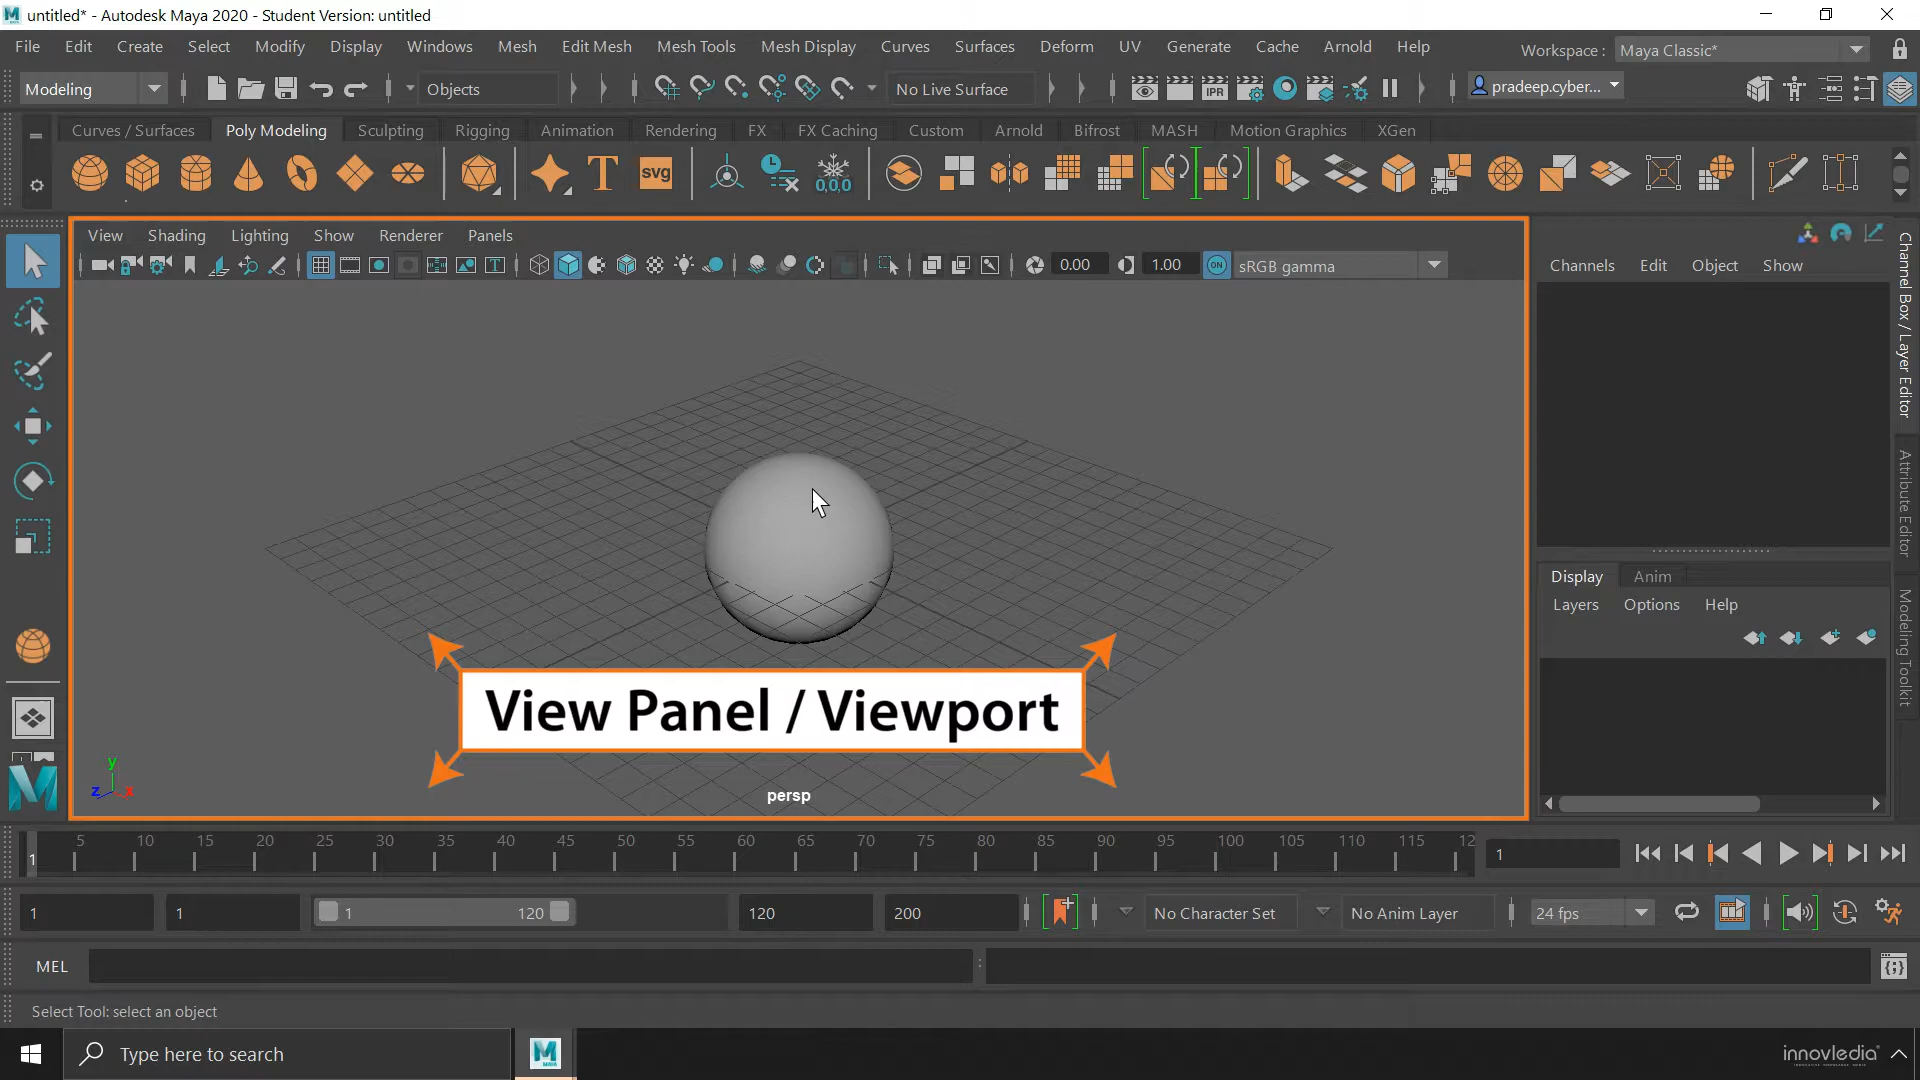 untitled* - Autodesk Maya 2020 - Student Version: untitled
File Edit Create Select Modify Display Windows Mesh Edit Mesh Mesh Tools Mesh Display Curves Surfaces Deform UV Generate Cache Arnold Help Workspace : Maya Classic*
Modeling Objects No Live Surface IPR pradeep.cyber...
Curves / Surfaces Poly Modeling Sculpting Rigging Animation Rendering FX FX Caching Custom Arnold Bifrost MASH Motion Graphics XGen
T svg 0,0,0
View Shading Lighting Show Renderer Panels
0.00 1.00 ON sRGB gamma
Channels Edit Object Show
Channel Box / Layer Editor
Attribute Editor
Modeling Toolkit
Display Anim
Layers Options Help
View Panel / Viewport
y
z x
persp
M
5 10 15 20 25 30 35 40 45 50 55 60 65 70 75 80 85 90 95 100 105 110 115 12
1 1
1 1 1 120 120 200 No Character Set No Anim Layer 24 fps
MEL :
Select Tool: select an object
Type here to search
M
MAYA
innovledia